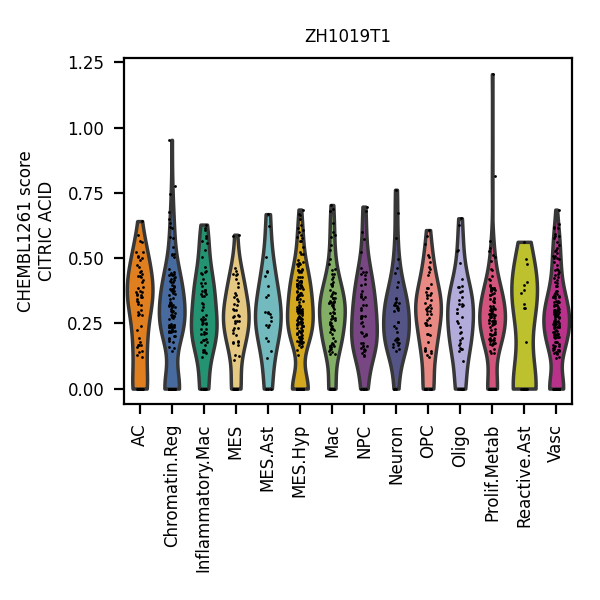 ZH1019T1
CHEMBL1261 score
CITRIC ACID
1.25
1.00
0.75
0.50
0.25
0.00
AC
Chromatin.Reg
Inflammatory.Mac
MES
MES.Ast
MES.Hyp
Mac
NPC
Neuron
OPC
Oligo
Prolif.Metab
Reactive.Ast
Vasc